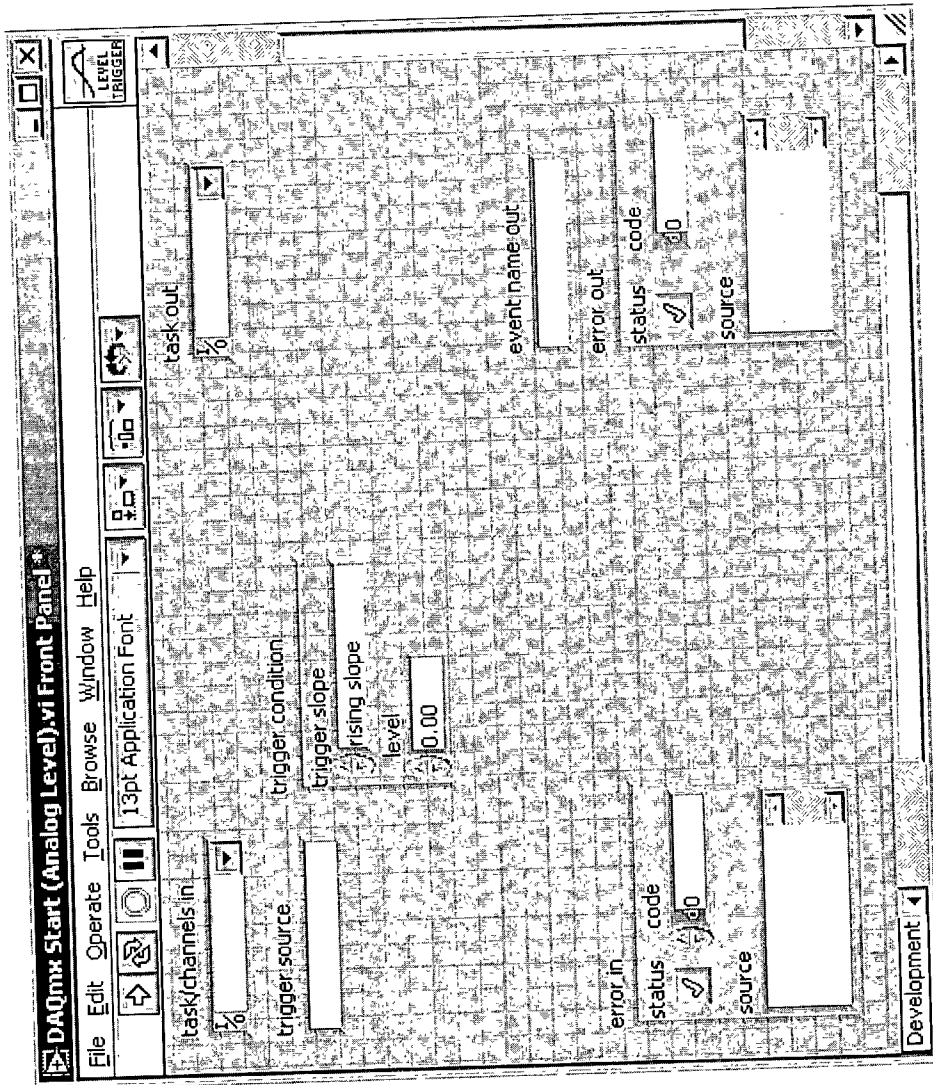 DAQmx Start (Analog Level).vi Front Panel *
File Edit Operate Tools Browse Window Help
13pt Application Font
LEVEL
TRIGGER
task/channels in
I/O
task out
I/O
trigger source
trigger condition
trigger slope
rising slope
level
0.00
event name out
error in
status code
d0
source
error out
status code
d0
source
Development